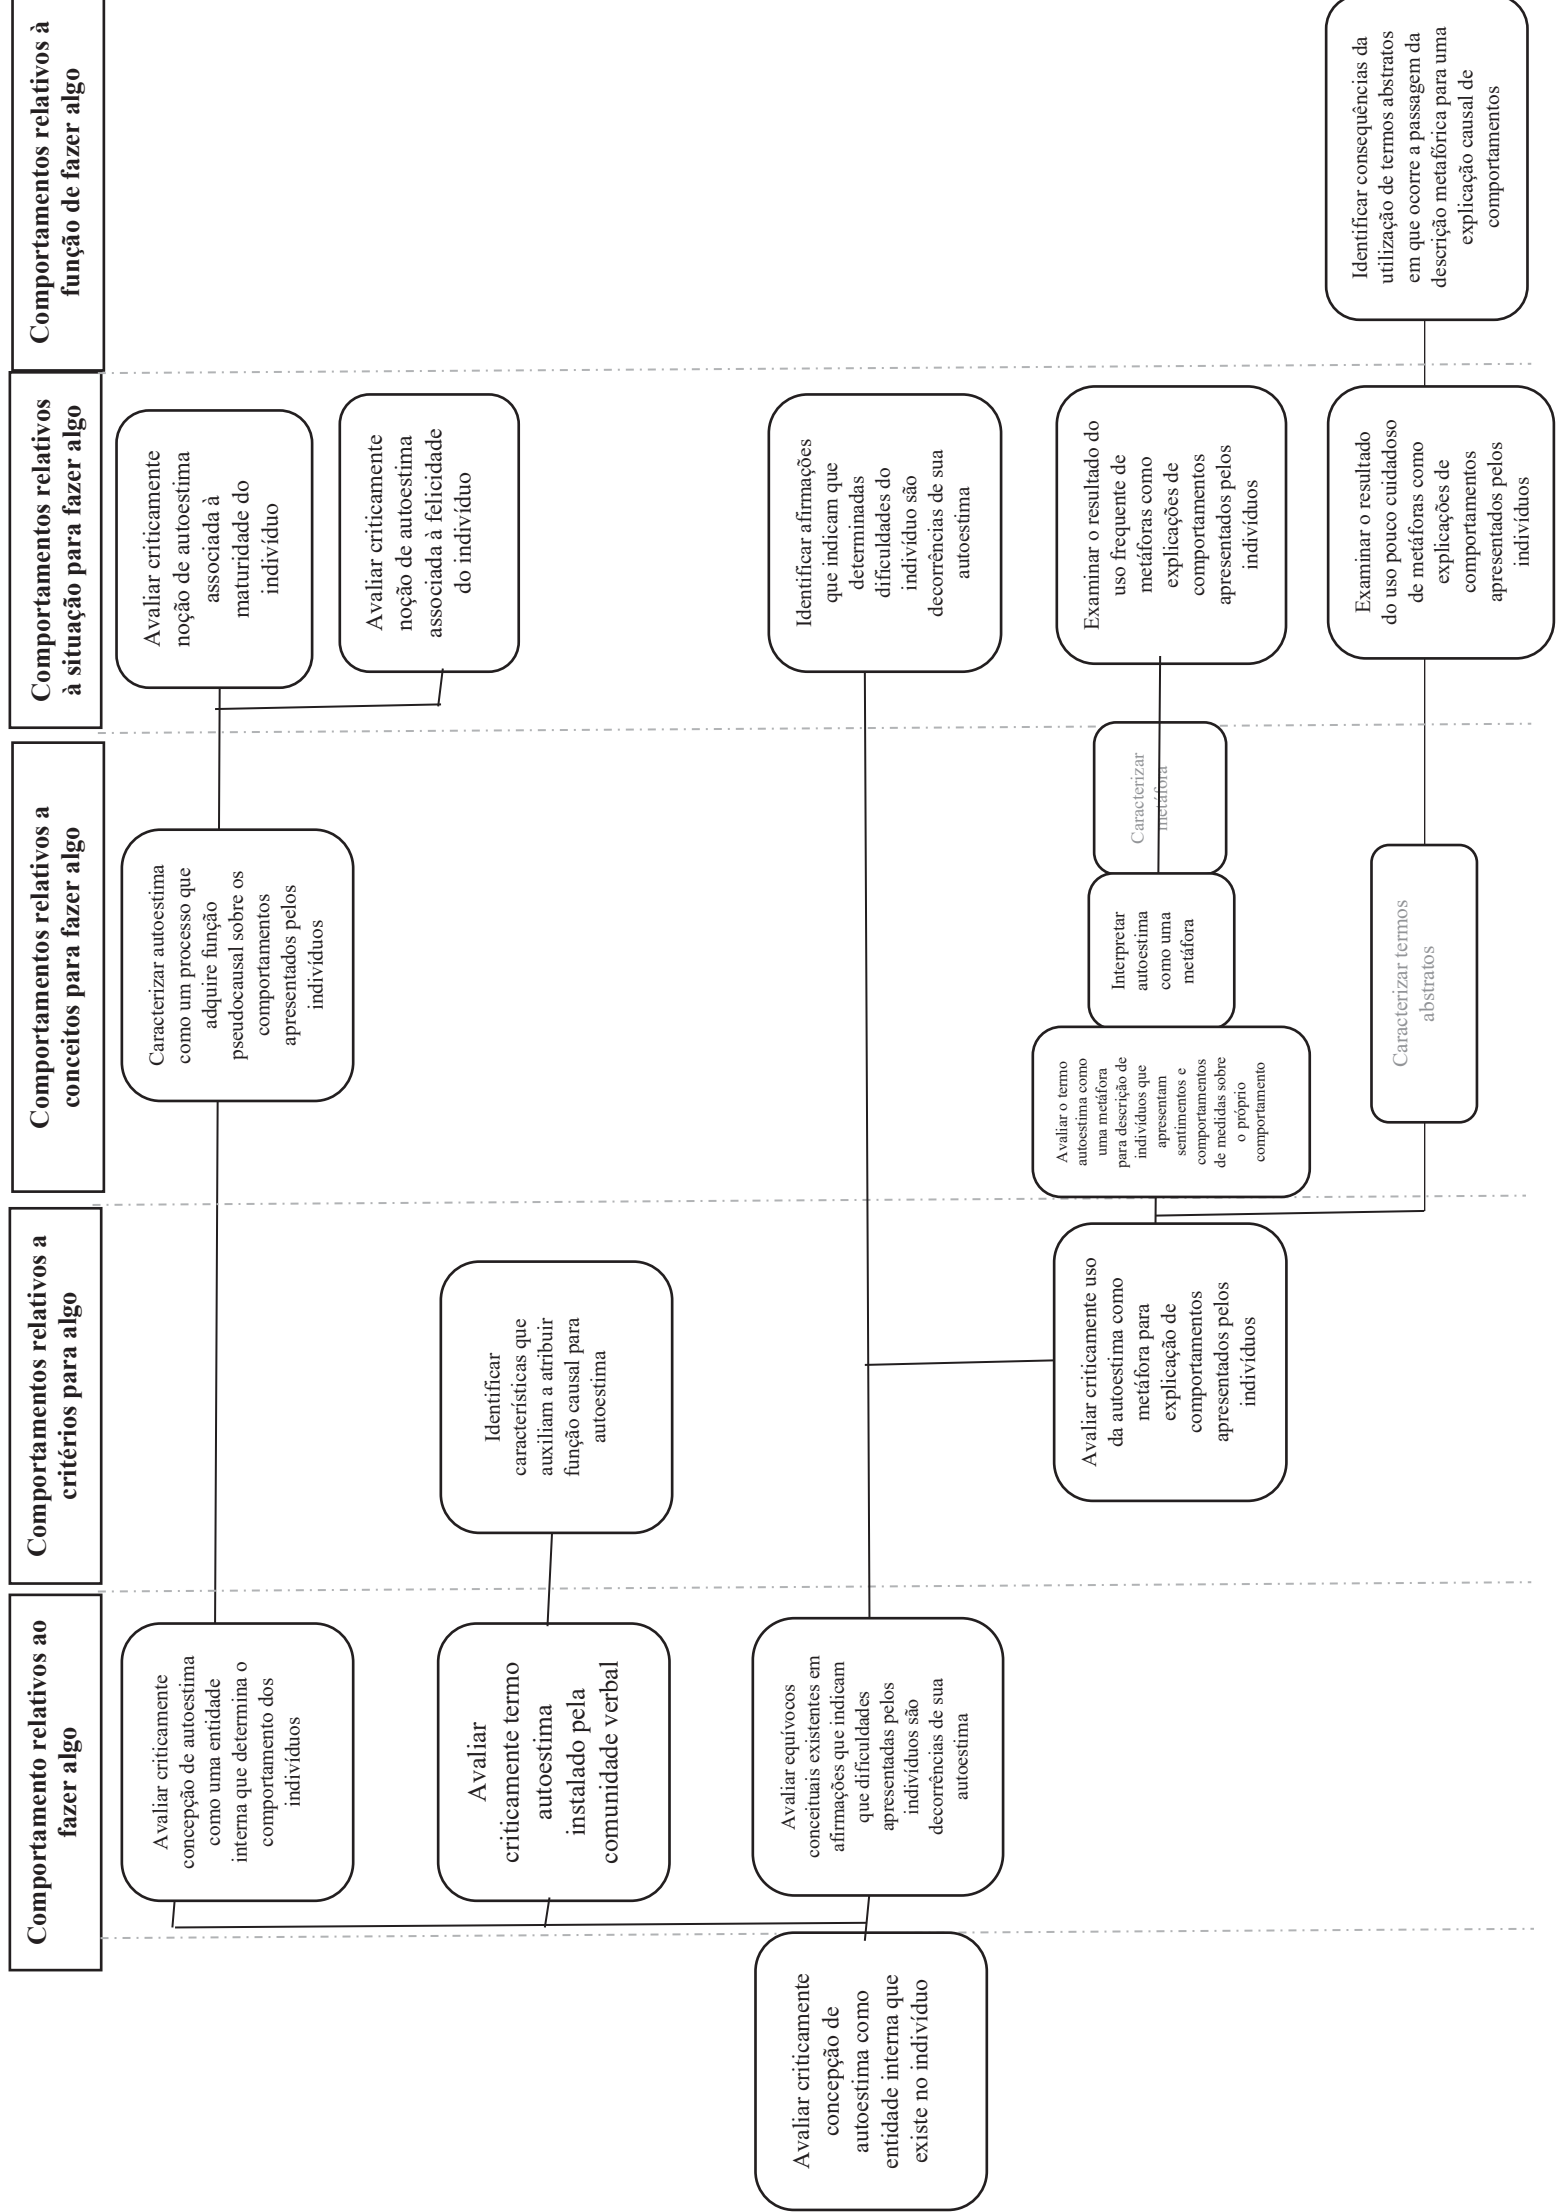 Comportamento relativos ao
fazer algo
Comportamentos relativos a
critérios para algo
Comportamentos relativos a
conceitos para fazer algo
Comportamentos relativos
à situação para fazer algo
Comportamentos relativos à
função de fazer algo
Avaliar criticamente
concepção de
autoestima como
entidade interna que
existe no indivíduo
Avaliar criticamente
concepção de autoestima
como uma entidade
interna que determina o
comportamento dos
indivíduos
Avaliar
criticamente termo
autoestima
instalado pela
comunidade verbal
Avaliar equívocos
conceituais existentes em
afirmações que indicam
que dificuldades
apresentadas pelos
indivíduos são
decorrências de sua
autoestima
Identificar
características que
auxiliam a atribuir
função causal para
autoestima
Avaliar criticamente uso
da autoestima como
metáfora para
explicação de
comportamentos
apresentados pelos
indivíduos
Caracterizar autoestima
como um processo que
adquire função
pseudocausal sobre os
comportamentos
apresentados pelos
indivíduos
Avaliar o termo
autoestima como
uma metáfora
para descrição de
indivíduos que
apresentam
sentimentos e
comportamentos
de medidas sobre
o próprio
comportamento
Interpretar
autoestima
como uma
metáfora
Caracterizar
metáfora
Caracterizar termos
abstratos
Avaliar criticamente
noção de autoestima
associada à
maturidade do
indivíduo
Avaliar criticamente
noção de autoestima
associada à felicidade
do indivíduo
Identificar afirmações
que indicam que
determinadas
dificuldades do
indivíduo são
decorrências de sua
autoestima
Examinar o resultado do
uso frequente de
metáforas como
explicações de
comportamentos
apresentados pelos
indivíduos
Examinar o resultado
do uso pouco cuidadoso
de metáforas como
explicações de
comportamentos
apresentados pelos
indivíduos
Identificar consequências da
utilização de termos abstratos
em que ocorre a passagem da
descrição metafórica para uma
explicação causal de
comportamentos